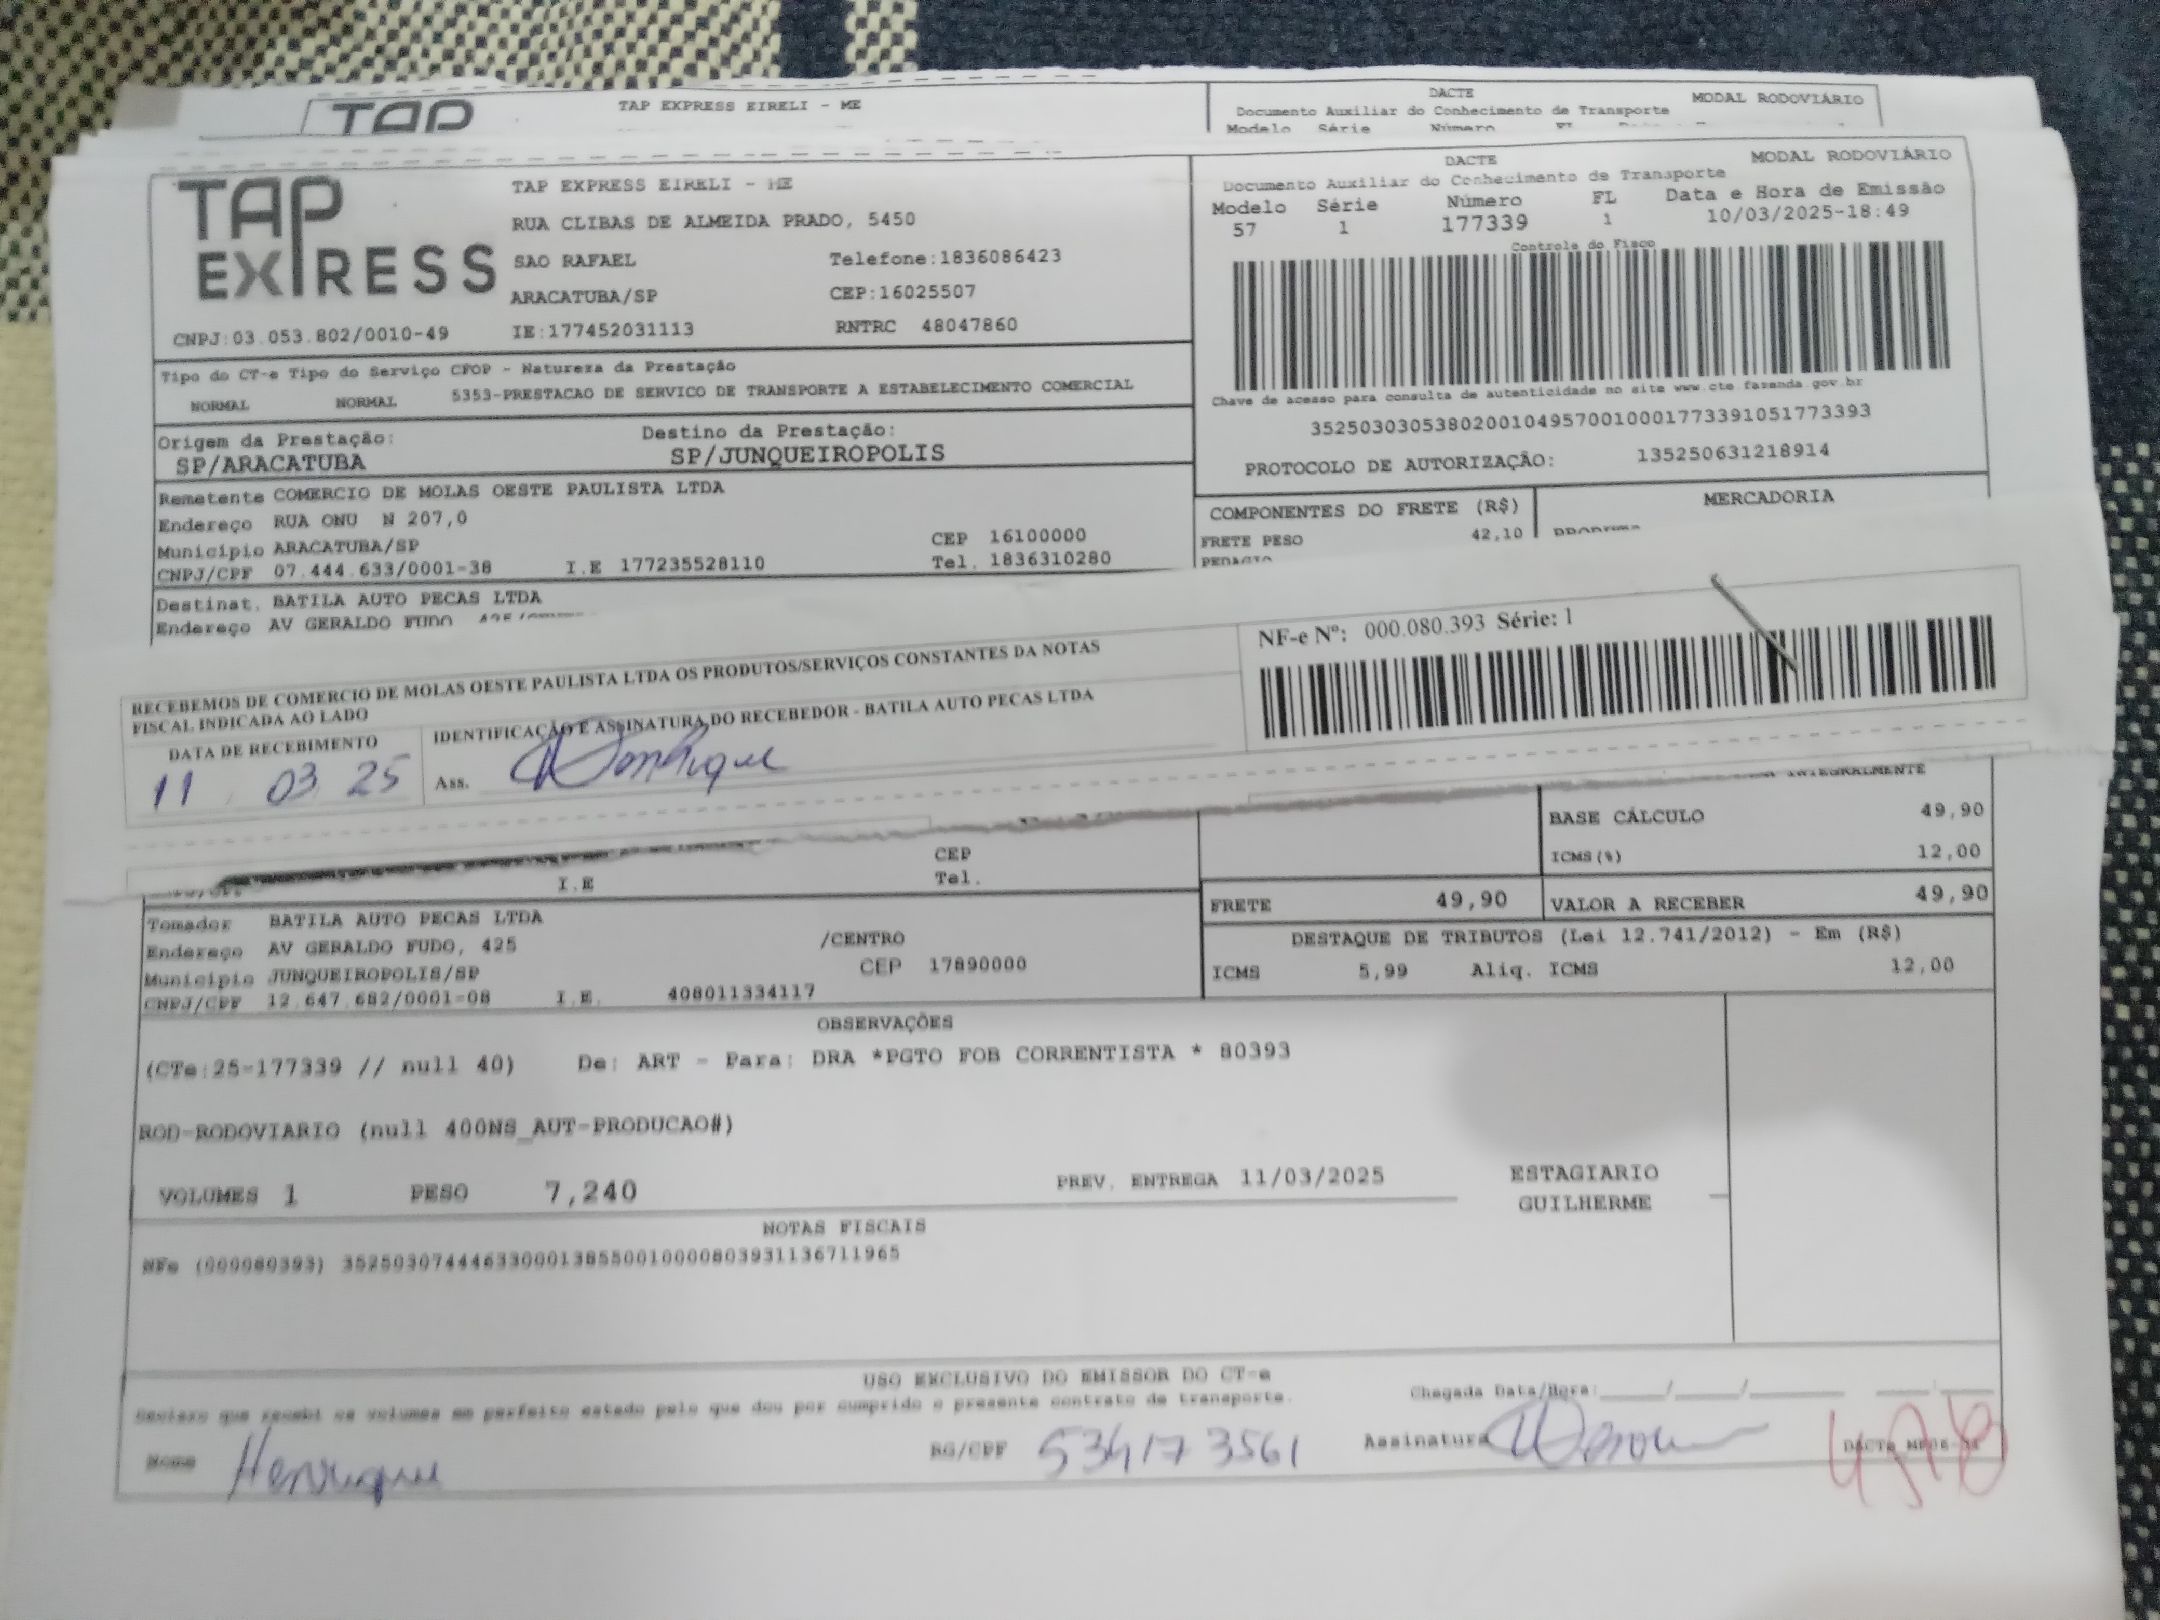 TAP
TAP EXPRESS EIRELI - ME
DACTE
MODAL RODOVIÁRIO
Documento Auxiliar do Conhecimento de Transporte
Modelo Série Número
TAP EXPRESS
TAP EXPRESS EIRELI - ME
RUA CLIBAS DE ALMEIDA PRADO, 5450
SAO RAFAEL Telefone:1836086423
ARACATUBA/SP CEP:16025507
CNPJ:03.053.802/0010-49 IE:177452031113 RNTRC 48047860
DACTE MODAL RODOVIÁRIO
Documento Auxiliar do Conhecimento de Transporte
Modelo Série Número FL Data e Hora de Emissão
57 1 177339 1 10/03/2025-18:49
Controle do Fisco
Chave de acesso para consulta de autenticidade no site www.cte.fazenda.gov.br
35250303053802001049570010001773391051773393
PROTOCOLO DE AUTORIZAÇÃO: 135250631218914
Tipo do CT-e Tipo do Serviço CFOP - Natureza da Prestação
NORMAL NORMAL 5353-PRESTACAO DE SERVICO DE TRANSPORTE A ESTABELECIMENTO COMERCIAL
Origem da Prestação: Destino da Prestação:
SP/ARACATUBA SP/JUNQUEIROPOLIS
Remetente COMERCIO DE MOLAS OESTE PAULISTA LTDA
Endereço RUA ONU N 207,0
Município ARACATUBA/SP CEP 16100000
CNPJ/CPF 07.444.633/0001-38 I.E 177235528110 Tel. 1836310280
COMPONENTES DO FRETE (R$) MERCADORIA
FRETE PESO 42,10
PEDAGIO
Destinat. BATILA AUTO PECAS LTDA
Endereço AV GERALDO FUDO
RECEBEMOS DE COMERCIO DE MOLAS OESTE PAULISTA LTDA OS PRODUTOS/SERVIÇOS CONSTANTES DA NOTAS
FISCAL INDICADA AO LADO
NF-e Nº: 000.080.393 Série: 1
DATA DE RECEBIMENTO IDENTIFICAÇÃO E ASSINATURA DO RECEBEDOR - BATILA AUTO PECAS LTDA
11 03 25 Ass. Henrique
INTEGRALMENTE
BASE CÁLCULO 49,90
ICMS(%) 12,00
CEP
I.E Tel.
FRETE 49,90 VALOR A RECEBER 49,90
Tomador BATILA AUTO PECAS LTDA
Endereço AV GERALDO FUDO, 425 /CENTRO
Município JUNQUEIROPOLIS/SP CEP 17890000
CNPJ/CPF 12.647.682/0001-08 I.E. 408011334117
DESTAQUE DE TRIBUTOS (Lei 12.741/2012) - Em (R$)
ICMS 5,99 Aliq. ICMS 12,00
OBSERVAÇÕES
(CTe:25-177339 // null 40) De: ART - Para: DRA *PGTO FOB CORRENTISTA * 80393
ROD-RODOVIARIO (null 400NS_AUT-PRODUCAO#)
VOLUMES 1 PESO 7,240 PREV. ENTREGA 11/03/2025 ESTAGIARIO
GUILHERME
NOTAS FISCAIS
NFe (000080393) 35250307444633000138550010000803931136711965
USO EXCLUSIVO DO EMISSOR DO CT-e
Declaro que recebi os volumes em perfeito estado pelo que dou por cumprido o presente contrato de transporte. Chegada Data/Hora:
Nome Henrique RG/CPF 534173561 Assinatura